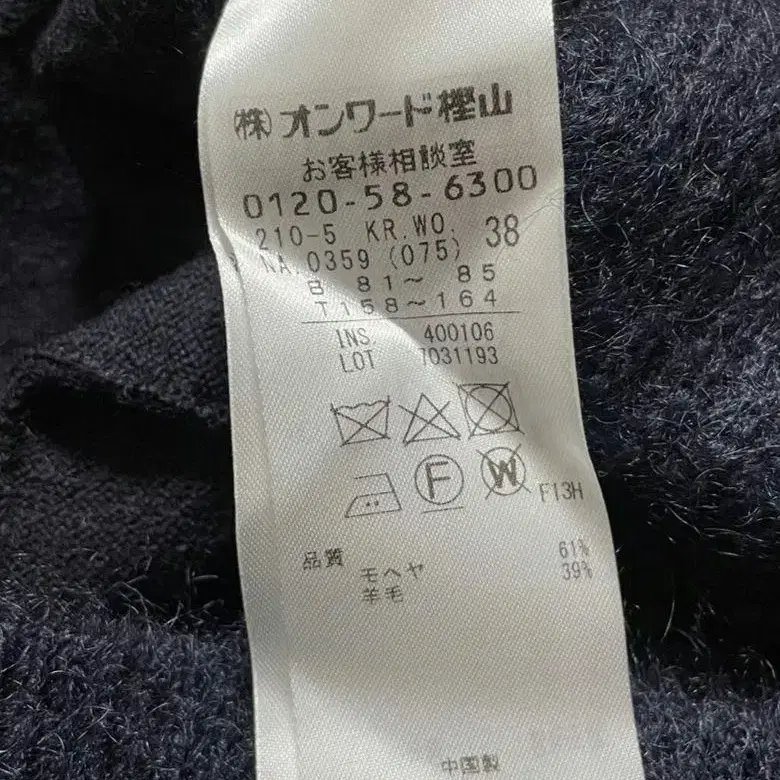 (株)オンワード樫山
お客様相談室
0120-58-6300
210-5 KR.WO. 38
NA.0359 (075)
B 81～ 85
T158～164
INS 400106
LOT 7031193
F
W
F13H
品質
モヘヤ 61%
羊毛 39%
中国製